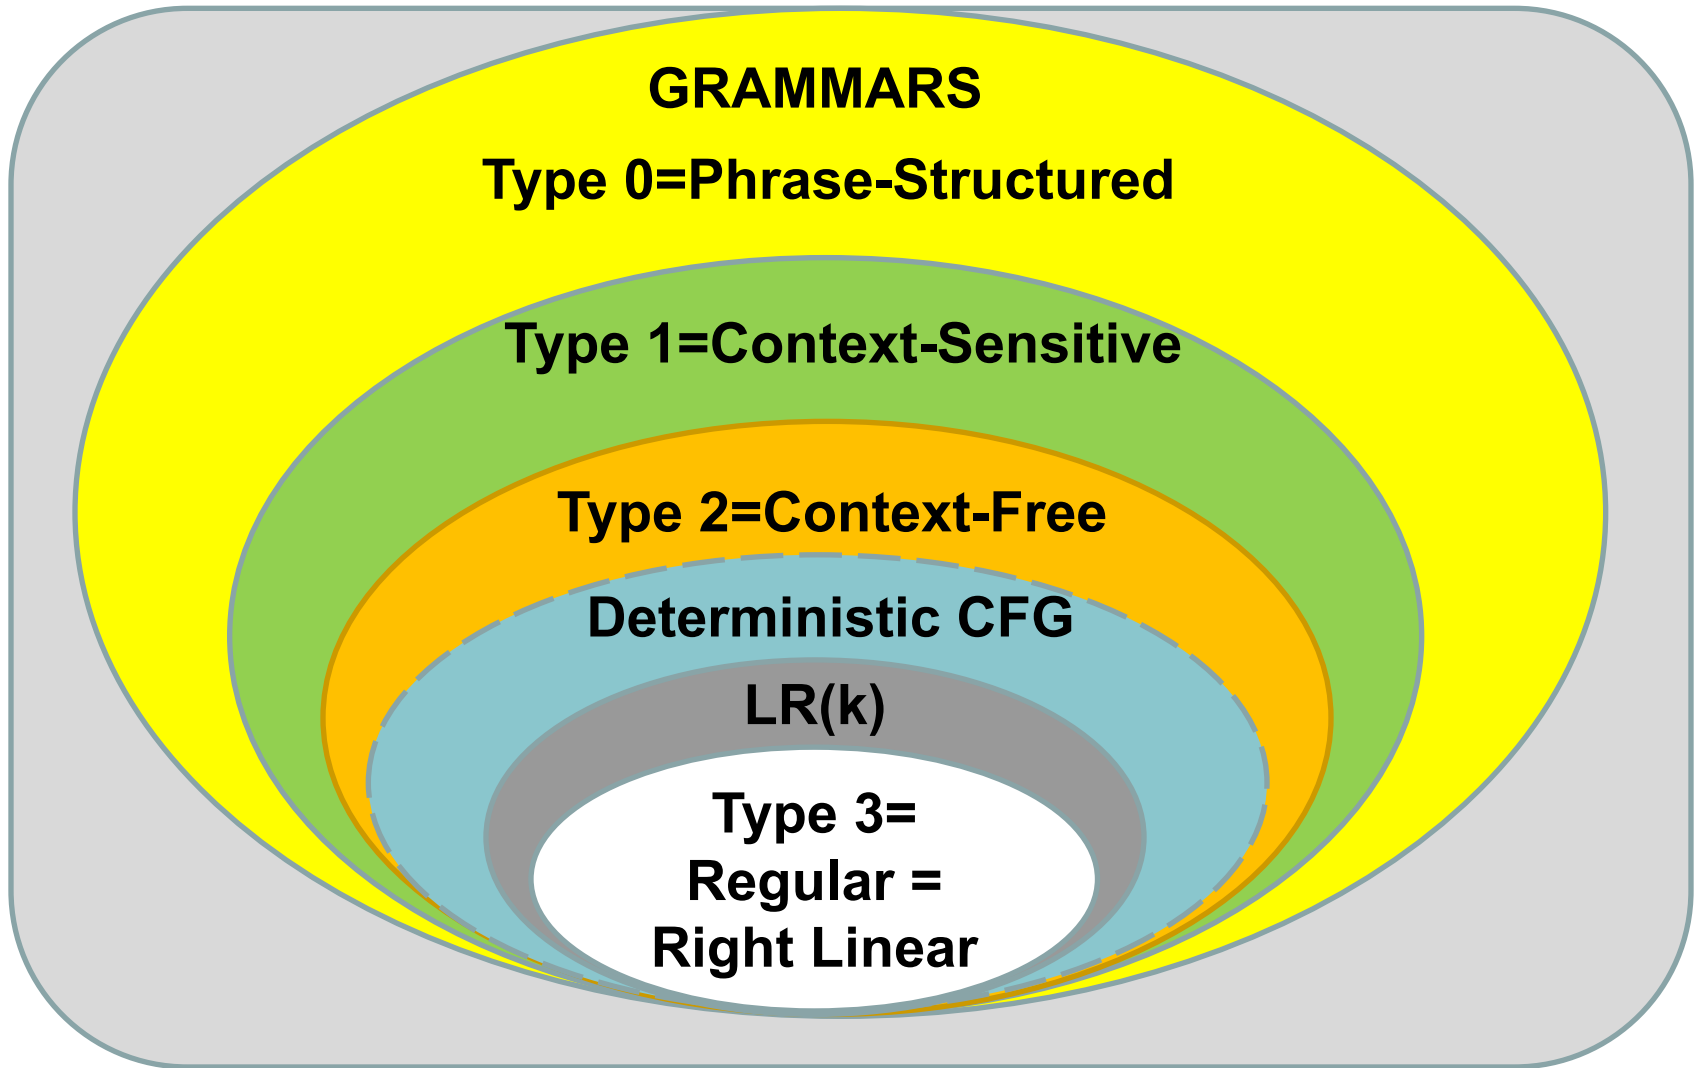 GRAMMARS
Type 0=Phrase-Structured
Type 1=Context-Sensitive
Type 2=Context-Free
Deterministic CFG
LR(k)
Type 3=
Regular =
Right Linear